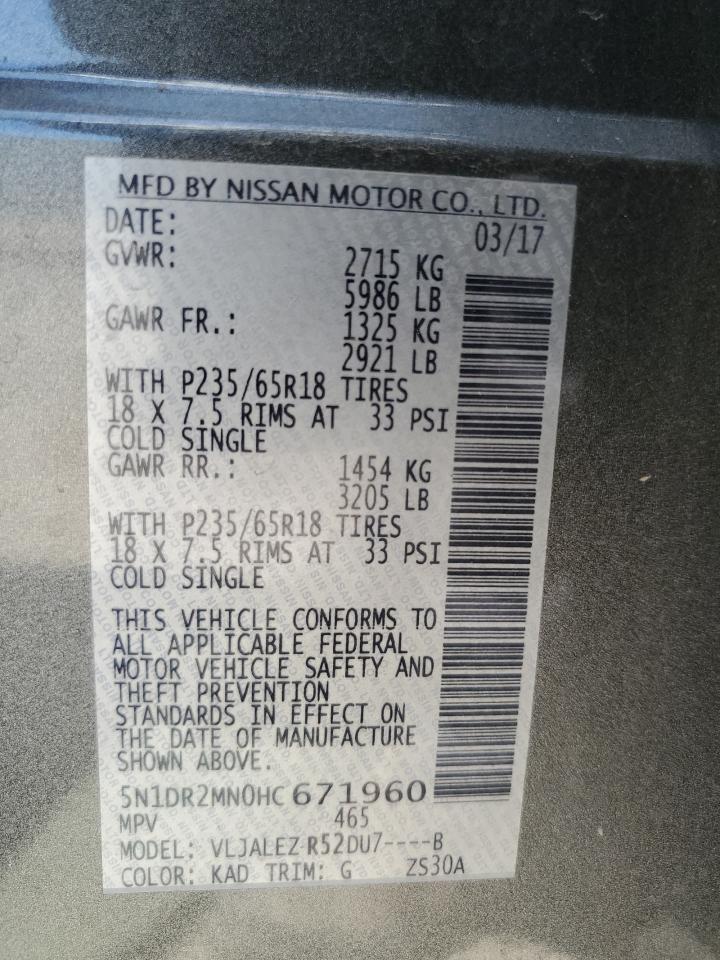 MFD BY NISSAN MOTOR CO., LTD.
DATE: 03/17
GVWR: 2715 KG
5986 LB
GAWR FR.: 1325 KG
2921 LB
WITH P235/65R18 TIRES
18 X 7.5 RIMS AT 33 PSI
COLD SINGLE
GAWR RR.: 1454 KG
3205 LB
WITH P235/65R18 TIRES
18 X 7.5 RIMS AT 33 PSI
COLD SINGLE
THIS VEHICLE CONFORMS TO
ALL APPLICABLE FEDERAL
MOTOR VEHICLE SAFETY AND
THEFT PREVENTION
STANDARDS IN EFFECT ON
THE DATE OF MANUFACTURE
SHOWN ABOVE.
5N1DR2MN0HC 671960
MPV 465
MODEL: VLJALEZ-R52DU7----B
COLOR: KAD TRIM: G ZS30A